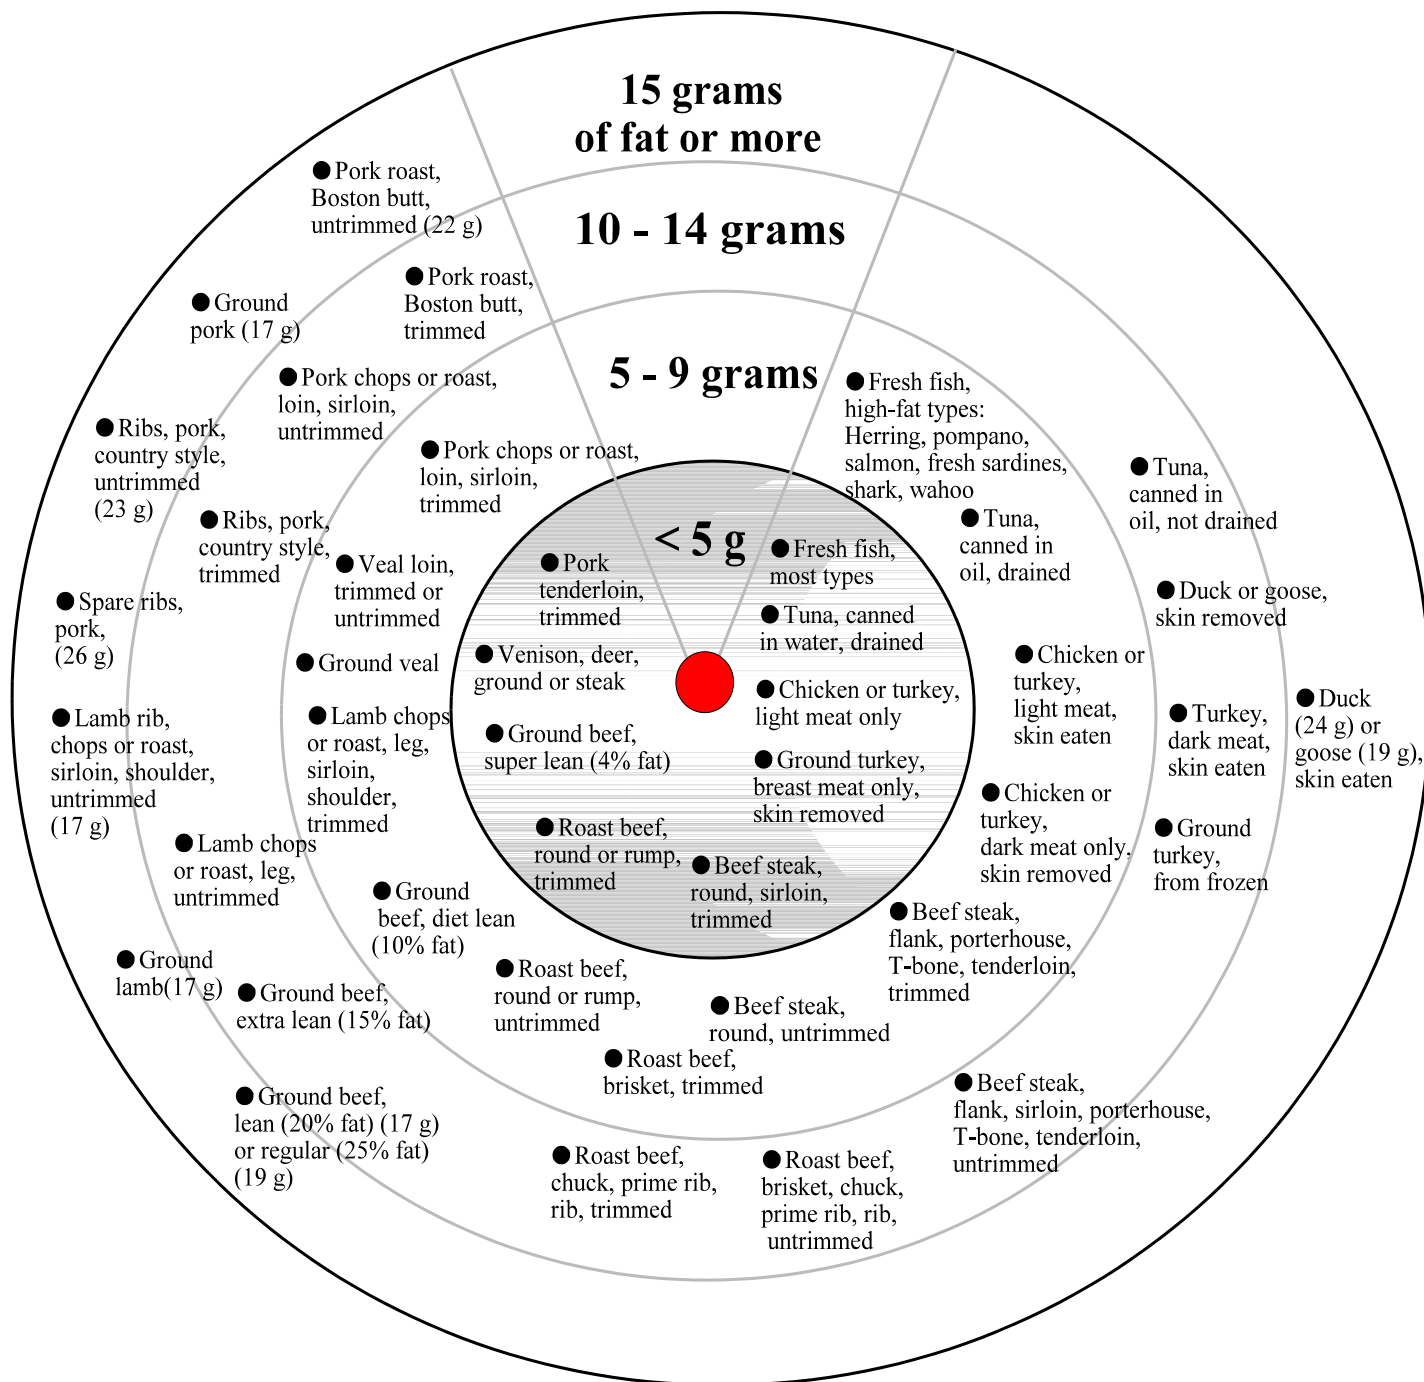 15 grams
of fat or more
10 - 14 grams
5 - 9 grams
< 5 g
● Pork roast,
Boston butt,
untrimmed (22 g)
● Pork roast,
Boston butt,
trimmed
● Ground
pork (17 g)
● Pork chops or roast,
loin, sirloin,
untrimmed
● Ribs, pork,
country style,
untrimmed
(23 g)
● Pork chops or roast,
loin, sirloin,
trimmed
● Ribs, pork,
country style,
trimmed
● Veal loin,
trimmed or
untrimmed
● Pork
tenderloin,
trimmed
● Spare ribs,
pork,
(26 g)
● Ground veal
● Venison, deer,
ground or steak
● Lamb rib,
chops or roast,
sirloin, shoulder,
untrimmed
(17 g)
● Lamb chops
or roast, leg,
sirloin,
shoulder,
trimmed
● Ground beef,
super lean (4% fat)
● Lamb chops
or roast, leg,
untrimmed
● Roast beef,
round or rump,
trimmed
● Ground
beef, diet lean
(10% fat)
● Ground
lamb(17 g)
● Ground beef,
extra lean (15% fat)
● Roast beef,
round or rump,
untrimmed
● Roast beef,
brisket, trimmed
● Ground beef,
lean (20% fat) (17 g)
or regular (25% fat)
(19 g)
● Roast beef,
chuck, prime rib,
rib, trimmed
● Fresh fish,
high-fat types:
Herring, pompano,
salmon, fresh sardines,
shark, wahoo
● Tuna,
canned in
oil, not drained
● Tuna,
canned in
oil, drained
● Fresh fish,
most types
● Tuna, canned
in water, drained
● Duck or goose,
skin removed
● Chicken or
turkey,
light meat,
skin eaten
● Chicken or turkey,
light meat only
● Turkey,
dark meat,
skin eaten
● Duck
(24 g) or
goose (19 g),
skin eaten
● Ground turkey,
breast meat only,
skin removed
● Chicken or
turkey,
dark meat only,
skin removed
● Ground
turkey,
from frozen
● Beef steak,
round, sirloin,
trimmed
● Beef steak,
flank, porterhouse,
T-bone, tenderloin,
trimmed
● Beef steak,
round, untrimmed
● Beef steak,
flank, sirloin, porterhouse,
T-bone, tenderloin,
untrimmed
● Roast beef,
brisket, chuck,
prime rib, rib,
untrimmed